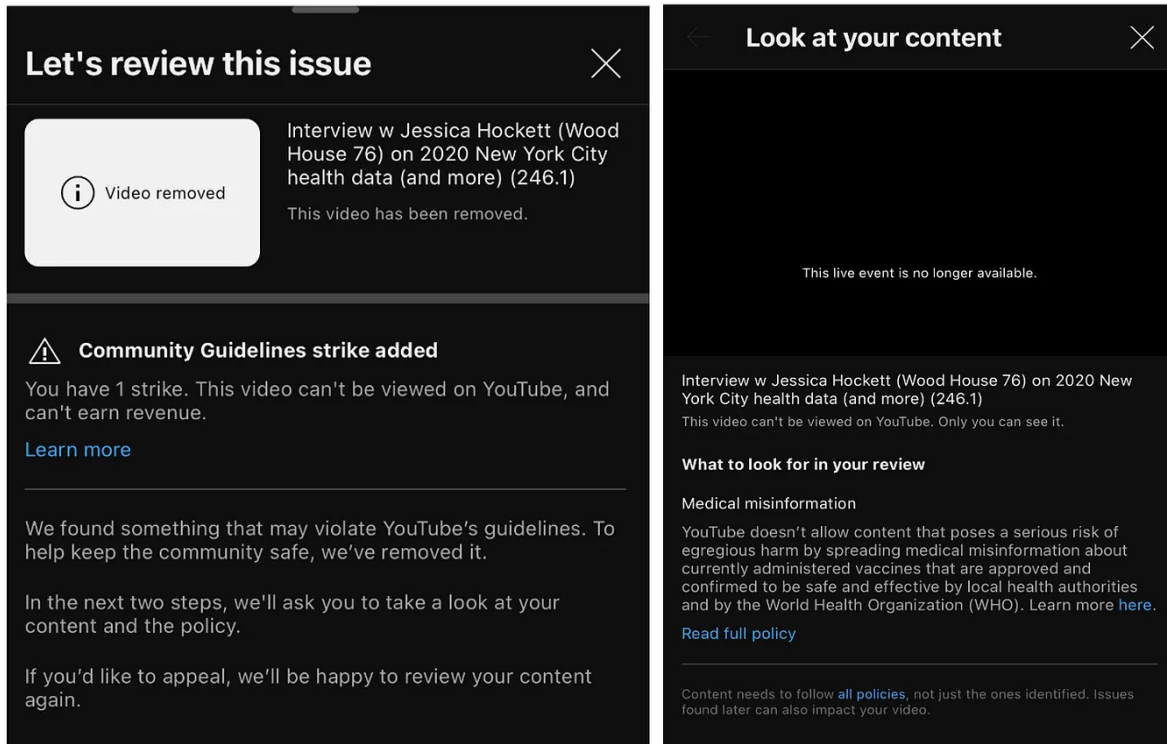 Let's review this issue
Video removed
Interview w Jessica Hockett (Wood
House 76) on 2020 New York City
health data (and more) (246.1)
This video has been removed.
Community Guidelines strike added
You have 1 strike. This video can't be viewed on YouTube, and
can't earn revenue.
Learn more
We found something that may violate YouTube's guidelines. To
help keep the community safe, we've removed it.
In the next two steps, we'll ask you to take a look at your
content and the policy.
If you'd like to appeal, we'll be happy to review your content
again.
Look at your content
This live event is no longer available.
Interview w Jessica Hockett (Wood House 76) on 2020 New
York City health data (and more) (246.1)
This video can't be viewed on YouTube. Only you can see it.
What to look for in your review
Medical misinformation
YouTube doesn't allow content that poses a serious risk of
egregious harm by spreading medical misinformation about
currently administered vaccines that are approved and
confirmed to be safe and effective by local health authorities
and by the World Health Organization (WHO). Learn more here.
Read full policy
Content needs to follow all policies, not just the ones identified. Issues
found later can also impact your video.